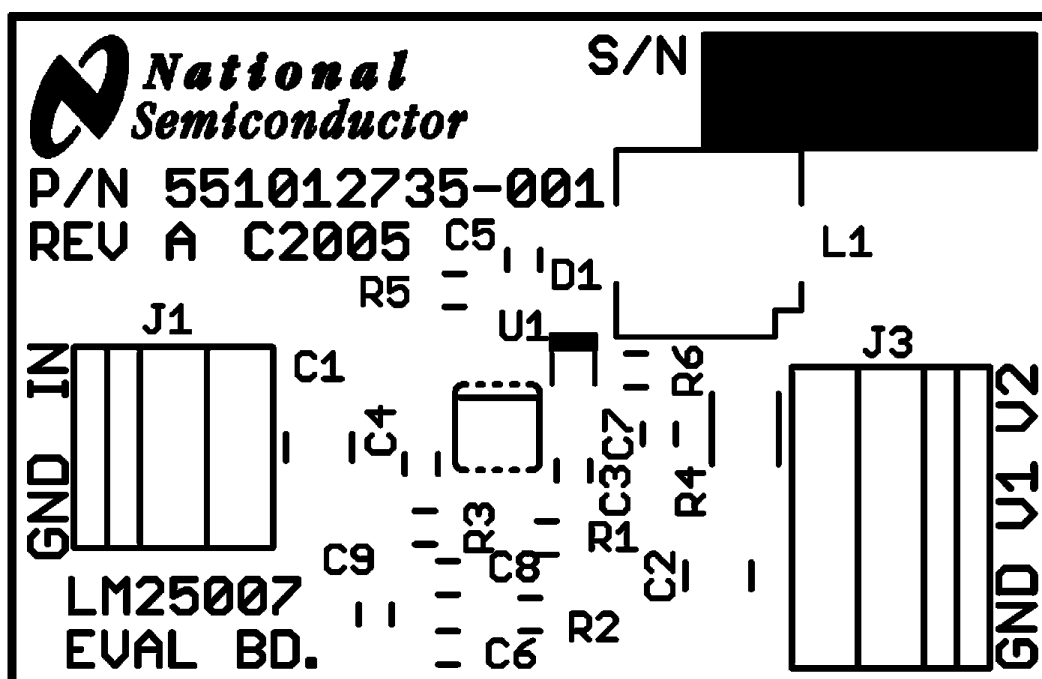 National
Semiconductor
S/N
P/N 551012735-001
REV A C2005
C5
L1
D1
R5
J1
U1
J3
C1
R6
IN
V2
C4
C7
C3
R4
V1
GND
R3
R1
C9
C8
C2
GND
LM25007
EVAL BD.
R2
C6